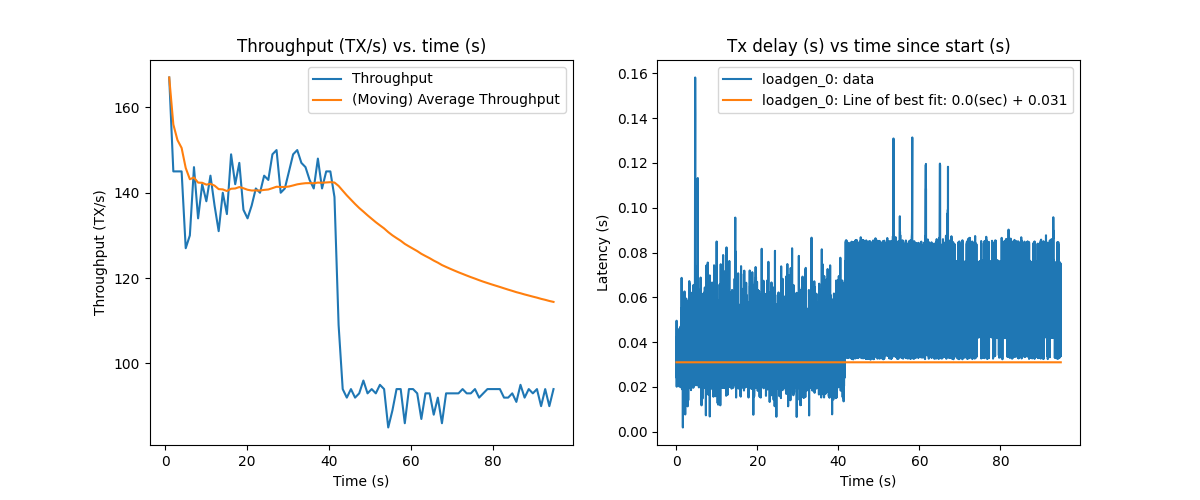 Throughput (TX/s) vs. time (s)
Throughput
(Moving) Average Throughput
160
140
120
100
Throughput (TX/s)
0
20
40
60
80
Time (s)
Tx delay (s) vs time since start (s)
loadgen_0: data
loadgen_0: Line of best fit: 0.0(sec) + 0.031
0.16
0.14
0.12
0.10
0.08
0.06
0.04
0.02
0.00
Latency (s)
0
20
40
60
80
Time (s)